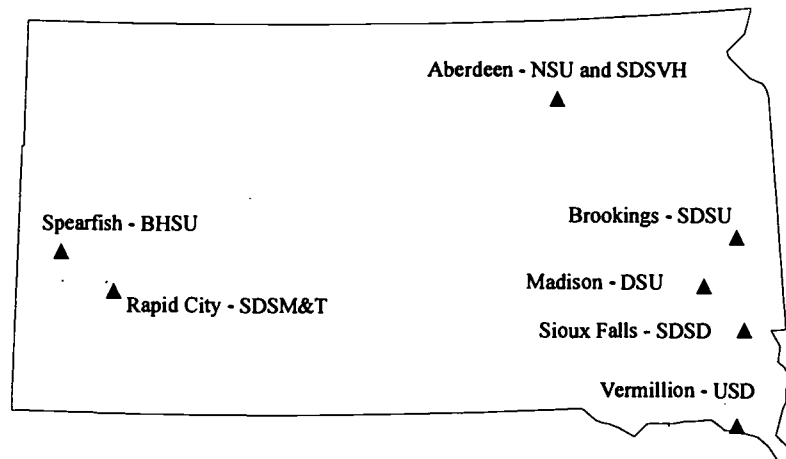 Aberdeen - NSU and SDSVH
Spearfish - BHSU
Brookings - SDSU
Rapid City - SDSM&T
Madison - DSU
Sioux Falls - SDSD
Vermillion - USD